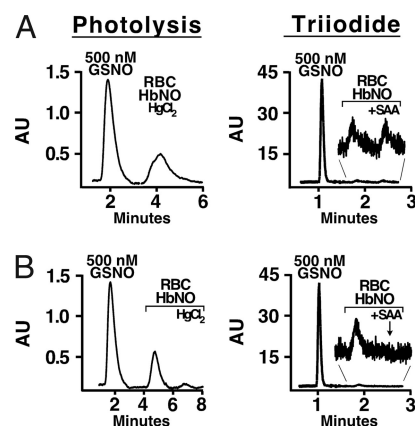 A
Photolysis
Triiodide
500 nM
GSNO
RBC
HbNO
HgCl2
1.5
1.0
0.5
AU
2 4 6
Minutes
500 nM
GSNO
RBC
HbNO
+SAA
45
30
15
AU
1 2 3
Minutes
B
500 nM
GSNO
RBC
HbNO
HgCl2
1.5
1.0
0.5
AU
2 4 6 8
Minutes
500 nM
GSNO
RBC
HbNO
+SAA
45
30
15
AU
1 2 3
Minutes